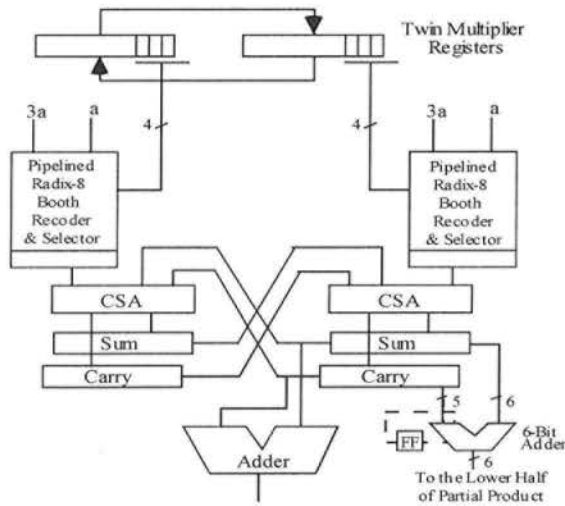 Twin Multiplier
Registers
3a
a
4
4
3a
a
Pipelined
Radix-8
Booth
Recoder
& Selector
Pipelined
Radix-8
Booth
Recoder
& Selector
CSA
CSA
Sum
Sum
Carry
Carry
5
6
Adder
FF
6-Bit
Adder
6
To the Lower Half
of Partial Product